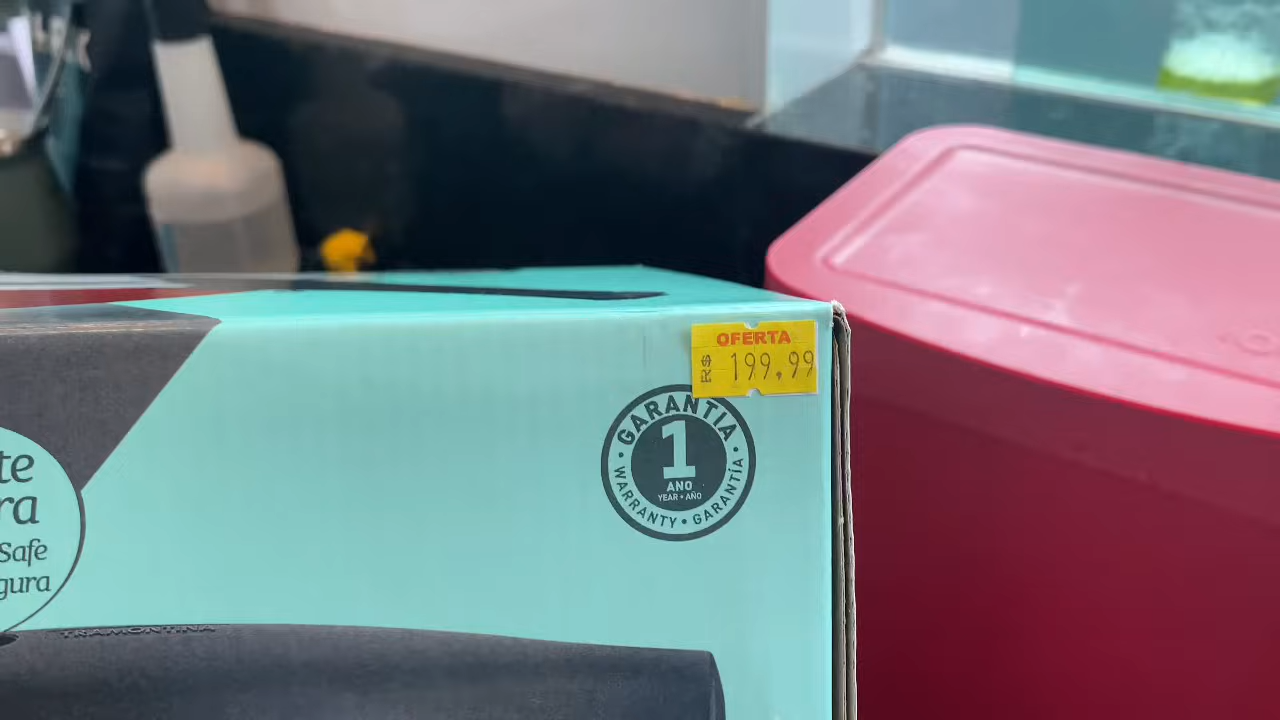 OFERTA
R$ 199,99
GARANTIA
1
ANO
YEAR • AÑO
WARRANTY • GARANTÍA
te
ra
Safe
gura
TRAMONTINA